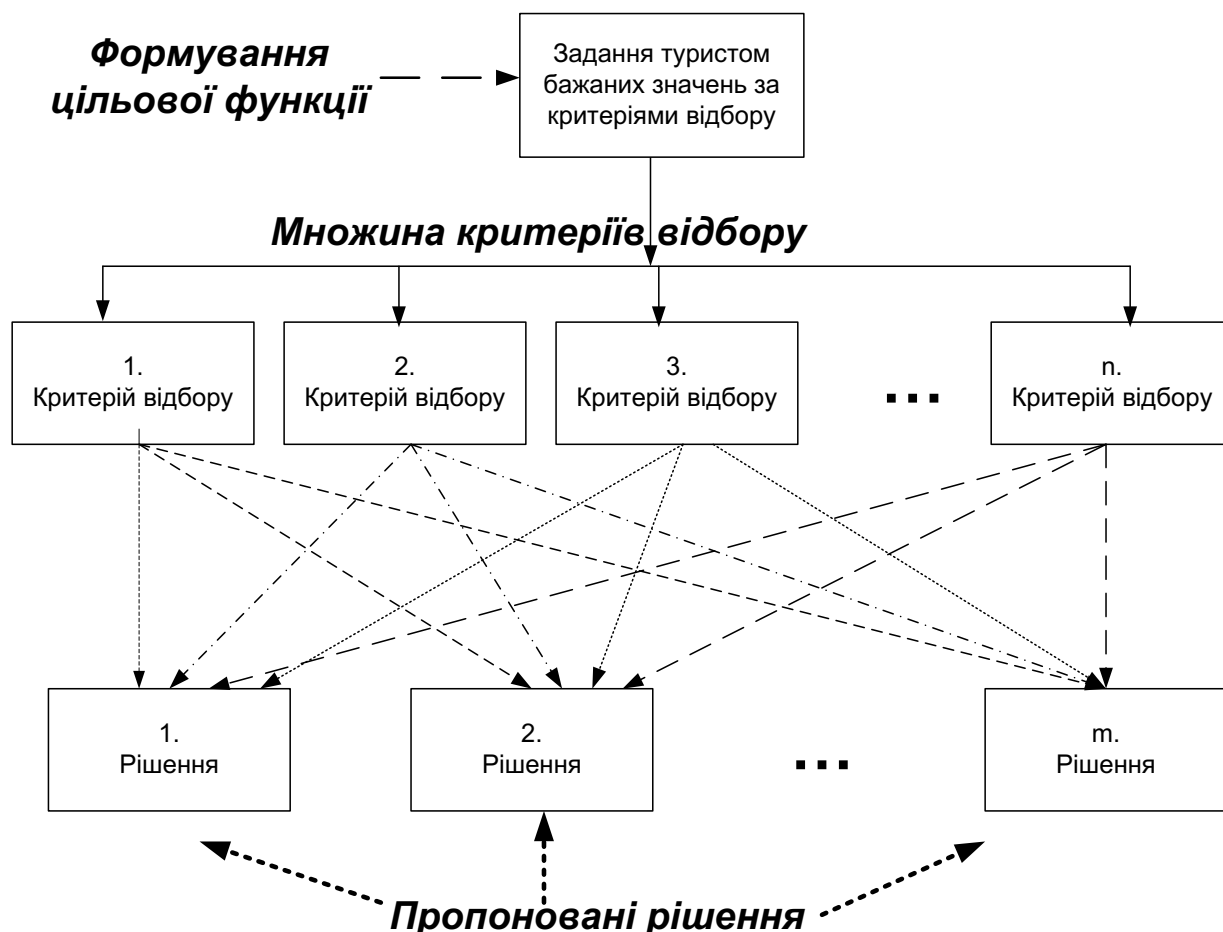 Формування
цільової функції
Задання туристом
бажаних значень за
критеріями відбору
Множина критеріїв відбору
1.
Критерій відбору
2.
Критерій відбору
3.
Критерій відбору
...
n.
Критерій відбору
1.
Рішення
2.
Рішення
...
m.
Рішення
Пропоновані рішення